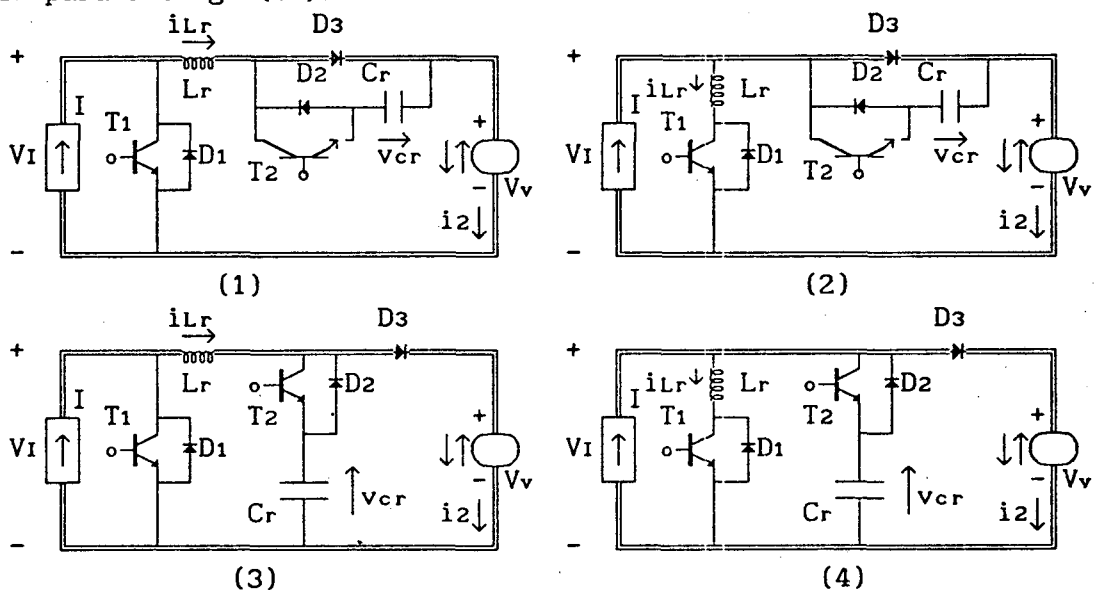 iLr D3
+ Lr D2 Cr
I T1 D1 T2 vcr +
VI Vv
- i2 -
(1)
D3
+ iLr Lr D2 Cr
I T1 D1 T2 vcr +
VI Vv
- i2 -
(2)
iLr D3
+ Lr T2 D2
I T1 D1 +
VI Vv
Cr vcr
- i2 -
(3)
D3
+ iLr Lr T2 D2
I T1 D1 +
VI Vv
Cr vcr
- i2 -
(4)